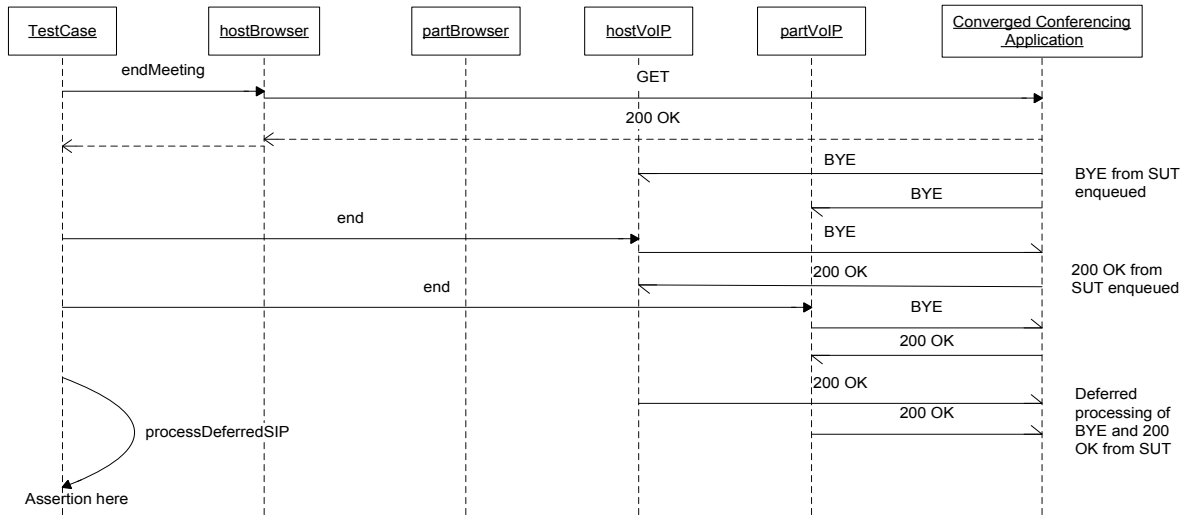 TestCase
hostBrowser
partBrowser
hostVoIP
partVoIP
Converged Conferencing
Application
endMeeting
GET
200 OK
BYE
BYE from SUT
enqueued
BYE
end
BYE
200 OK
200 OK from
SUT enqueued
end
BYE
200 OK
200 OK
Deferred
processing of
BYE and 200
OK from SUT
200 OK
processDeferredSIP
Assertion here